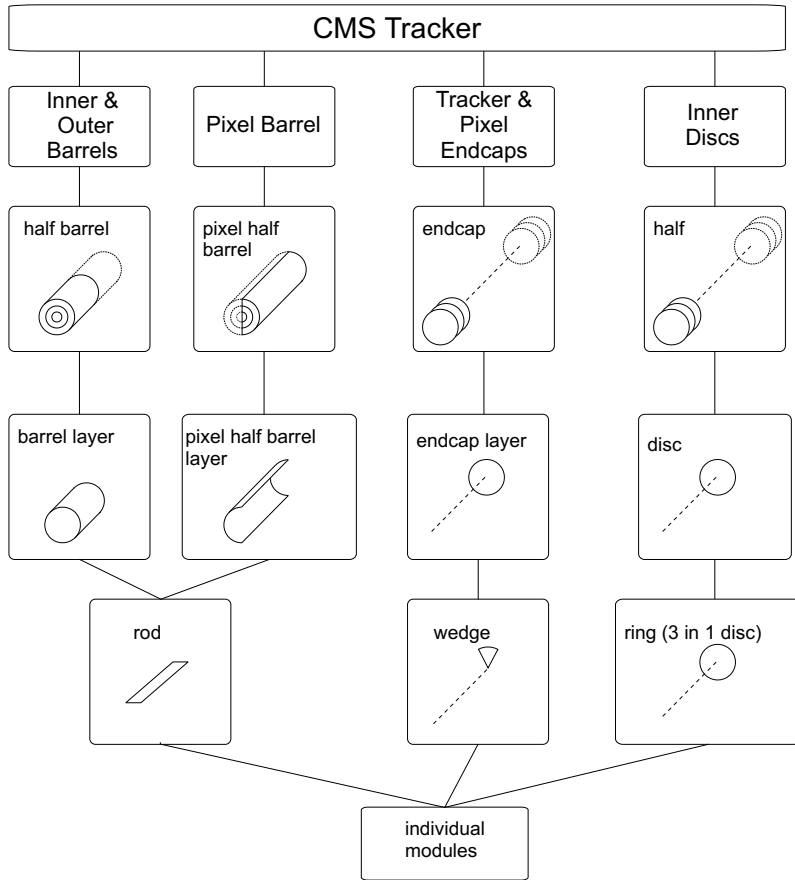 CMS Tracker
Inner &
Outer
Barrels
Pixel Barrel
Tracker &
Pixel
Endcaps
Inner
Discs
half barrel
pixel half
barrel
endcap
half
barrel layer
pixel half barrel
layer
endcap layer
disc
rod
wedge
ring (3 in 1 disc)
individual
modules